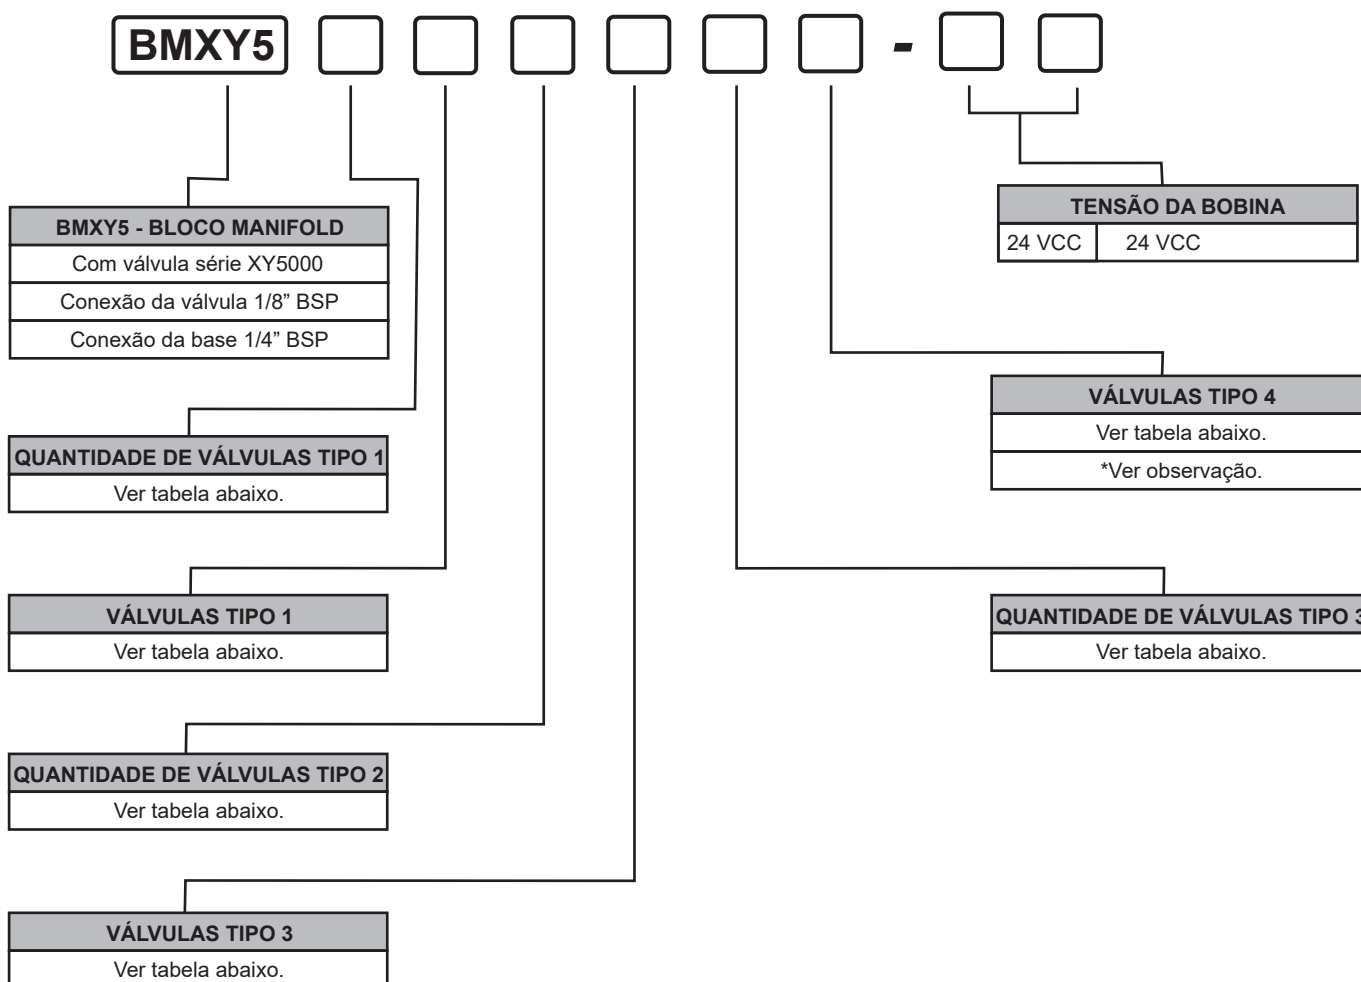 BMXY5 -
BMXY5 - BLOCO MANIFOLD
Com válvula série XY5000
Conexão da válvula 1/8” BSP
Conexão da base 1/4” BSP
QUANTIDADE DE VÁLVULAS TIPO 1
Ver tabela abaixo.
VÁLVULAS TIPO 1
Ver tabela abaixo.
QUANTIDADE DE VÁLVULAS TIPO 2
Ver tabela abaixo.
VÁLVULAS TIPO 3
Ver tabela abaixo.
TENSÃO DA BOBINA
24 VCC 24 VCC
VÁLVULAS TIPO 4
Ver tabela abaixo.
*Ver observação.
QUANTIDADE DE VÁLVULAS TIPO 3
Ver tabela abaixo.